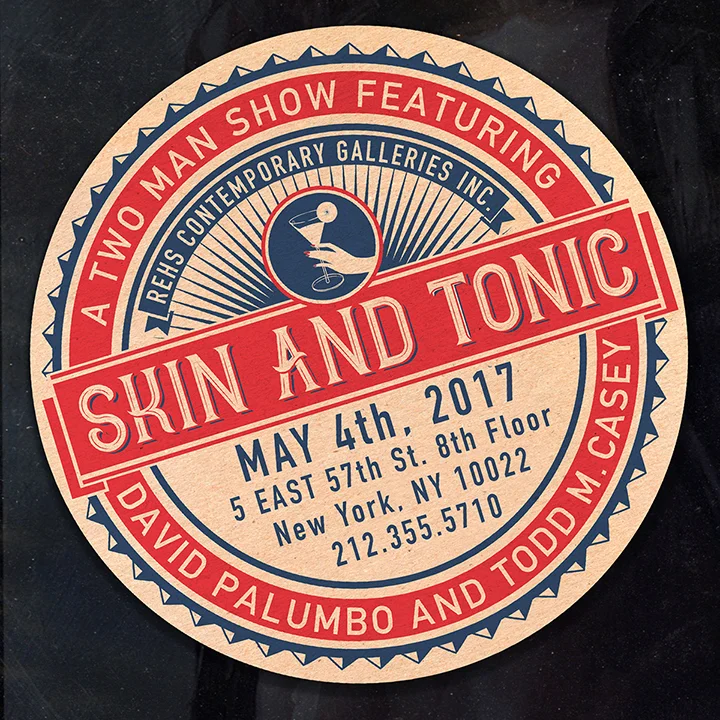 A TWO MAN SHOW FEATURING
REHS CONTEMPORARY GALLERIES INC.
SKIN AND TONIC
MAY 4th, 2017
5 EAST 57th St. 8th Floor
New York, NY 10022
212.355.5710
DAVID PALUMBO AND TODD M. CASEY